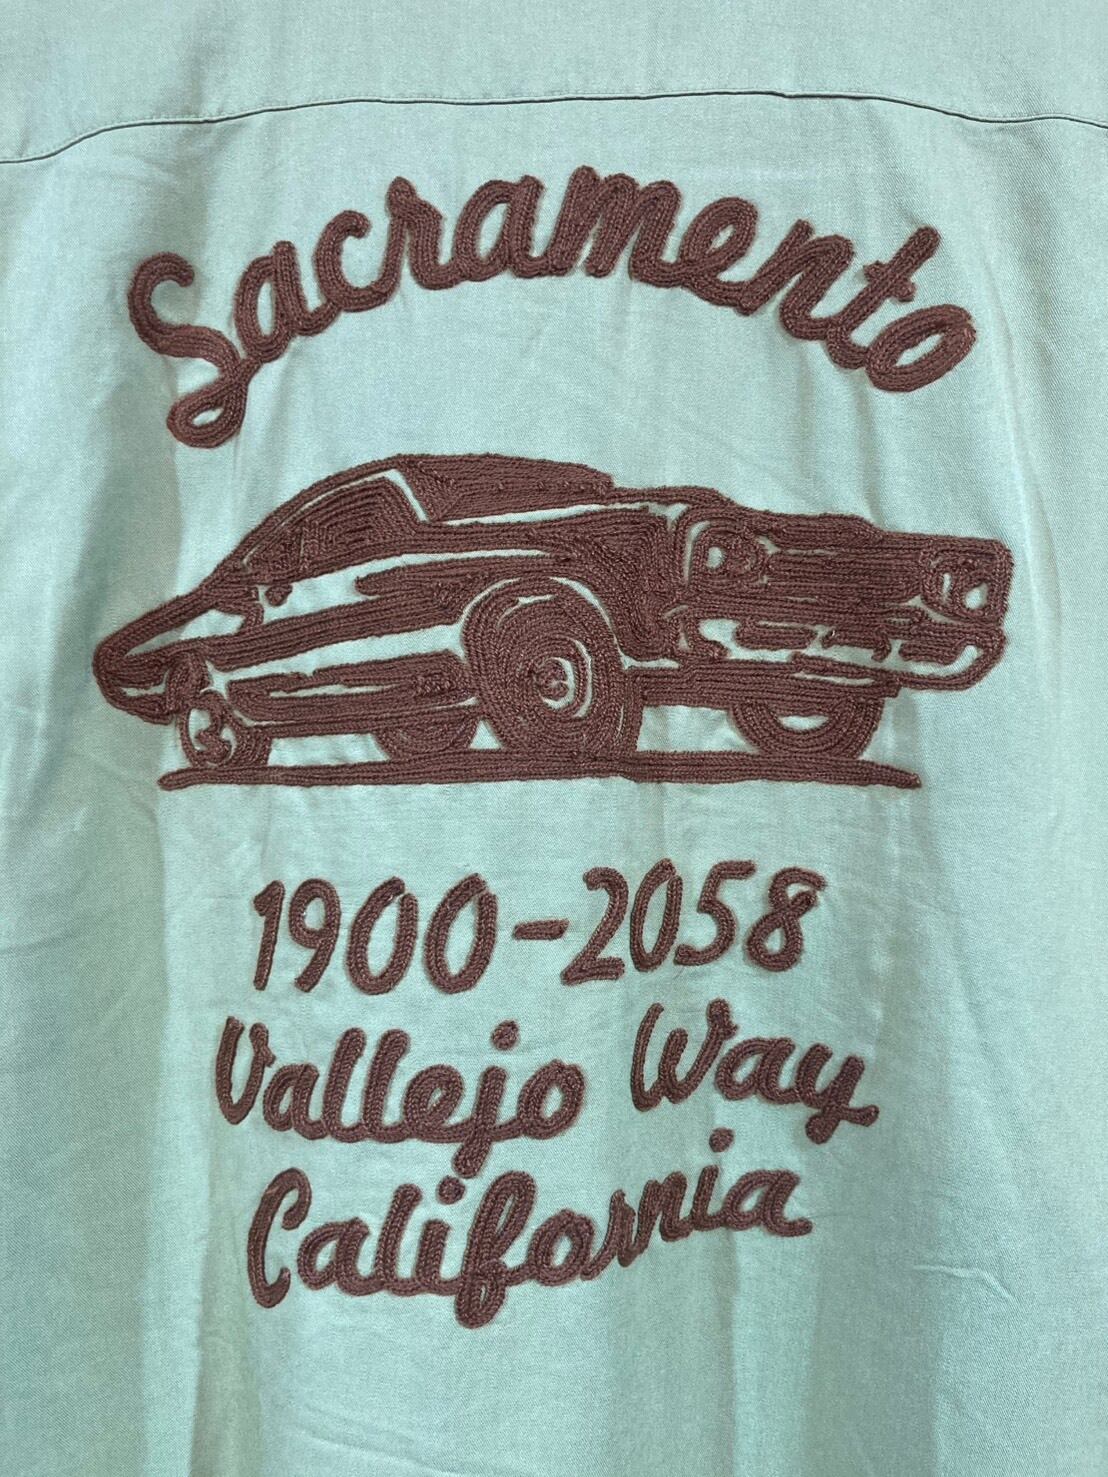 Sacramento
1900-2058
Vallejo Way
California